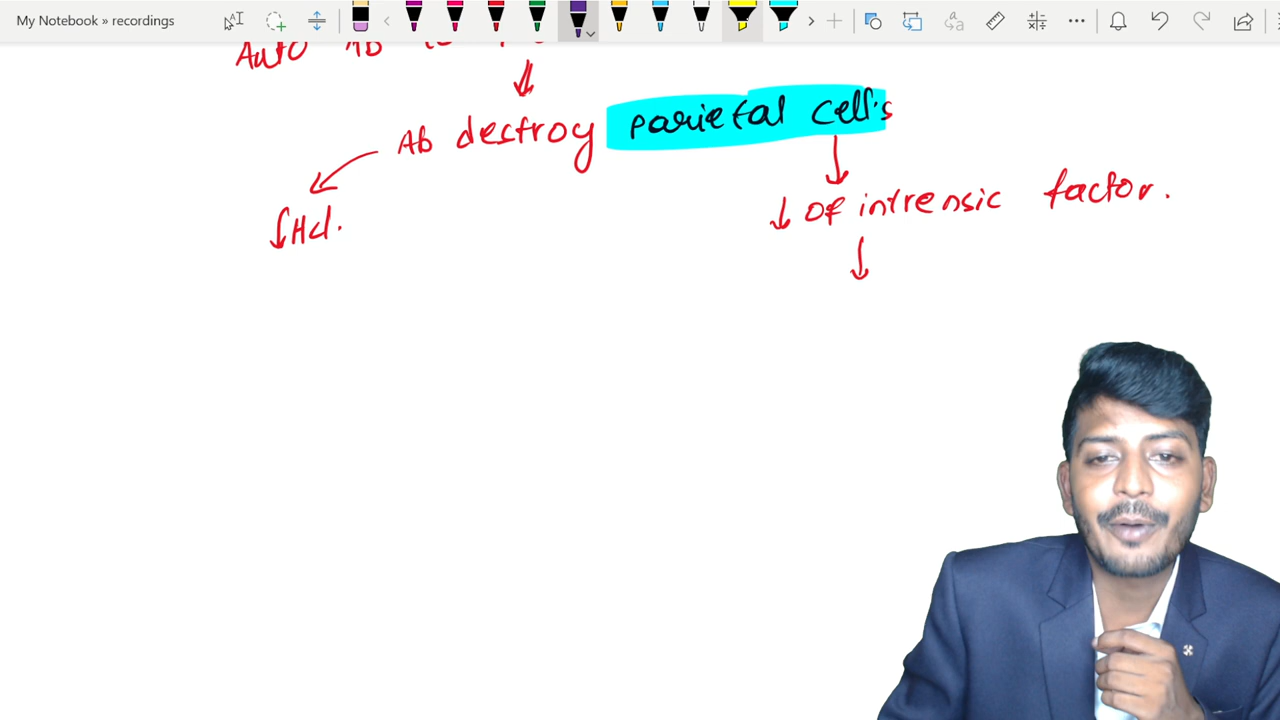 My Notebook » recordings
Auto Ab
Ab destroy parietal cell's
↓ HCl.
↓ of intrensic factor.